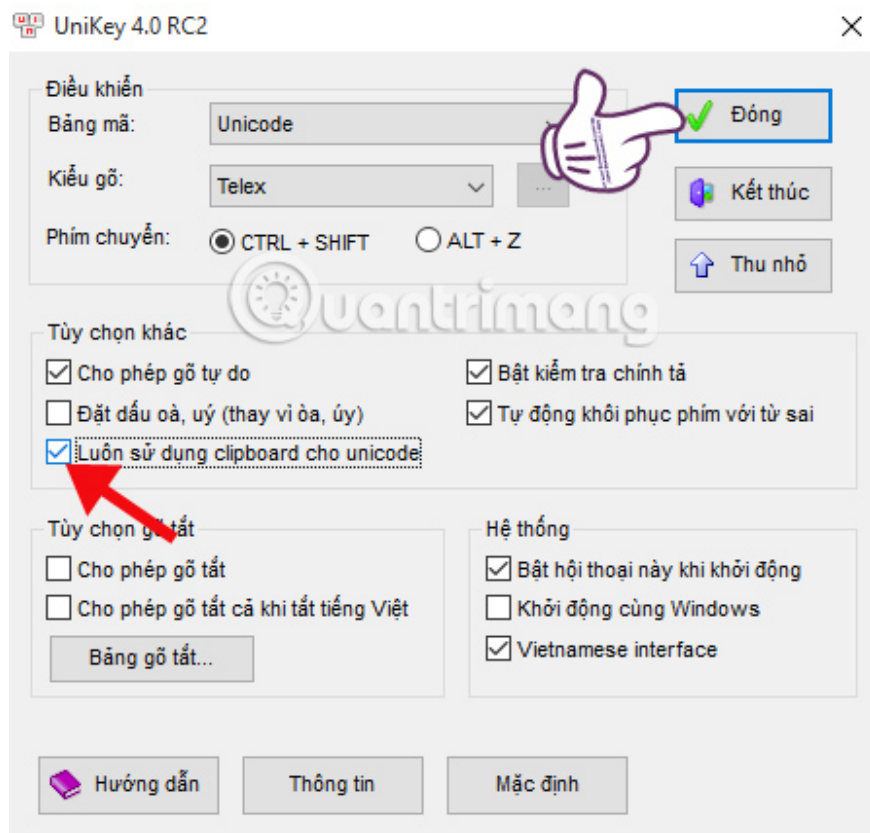 UniKey 4.0 RC2
Điều khiển
Bảng mã: Unicode
Đóng
Kiểu gõ: Telex ...
Kết thúc
Phím chuyển: CTRL + SHIFT ALT + Z
Thu nhỏ
Quantrimang
Tùy chọn khác
Cho phép gõ tự do Bật kiểm tra chính tả
Đặt dấu oà, uý (thay vì òa, úy) Tự động khôi phục phím với từ sai
Luôn sử dụng clipboard cho unicode
Tùy chọn gõ tắt Hệ thống
Cho phép gõ tắt Bật hội thoại này khi khởi động
Cho phép gõ tắt cả khi tắt tiếng Việt Khởi động cùng Windows
Bảng gõ tắt... Vietnamese interface
Hướng dẫn Thông tin Mặc định